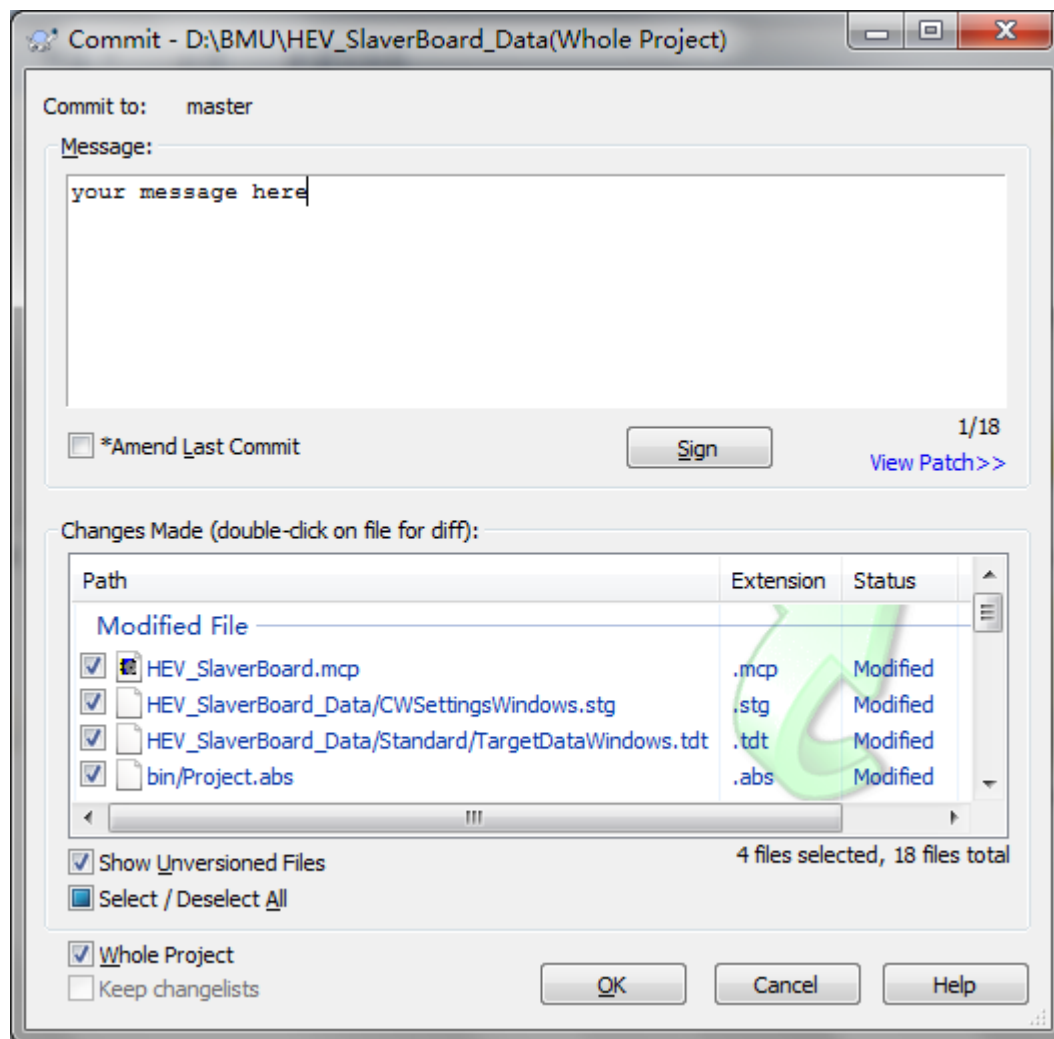 Commit - D:\BMU\HEV_SlaverBoard_Data(Whole Project)
Commit to: master
Message:
your message here
*Amend Last Commit
Sign
1/18
View Patch>>
Changes Made (double-click on file for diff):
Path Extension Status
Modified File
HEV_SlaverBoard.mcp .mcp Modified
HEV_SlaverBoard_Data/CWSettingsWindows.stg .stg Modified
HEV_SlaverBoard_Data/Standard/TargetDataWindows.tdt .tdt Modified
bin/Project.abs .abs Modified
Show Unversioned Files
4 files selected, 18 files total
Select / Deselect All
Whole Project
Keep changelists
OK Cancel Help